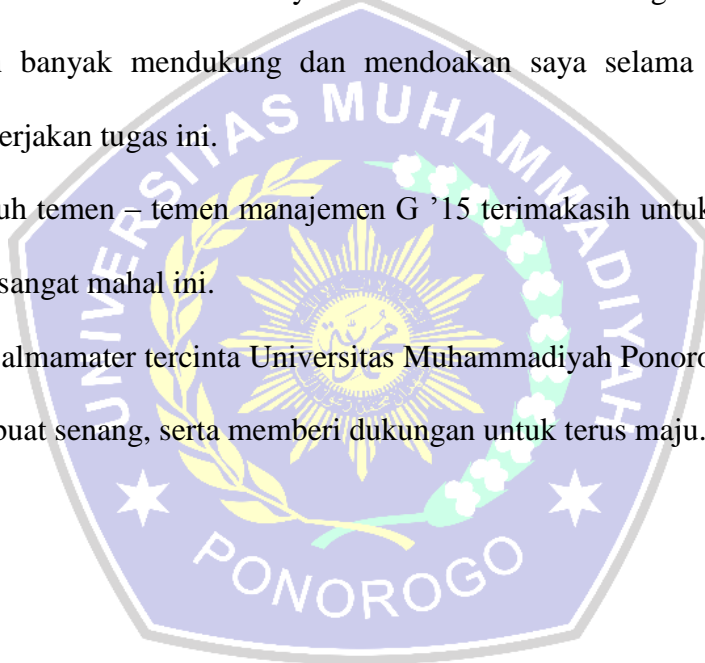 banyak mendukung dan mendoakan saya selama
erjakan tugas ini.
uh temen – temen manajemen G ’15 terimakasih untuk
sangat mahal ini.
almamater tercinta Universitas Muhammadiyah Ponoro
buat senang, serta memberi dukungan untuk terus maju.
UNIVERSITAS MUHAMMADIYAH
PONOROGO